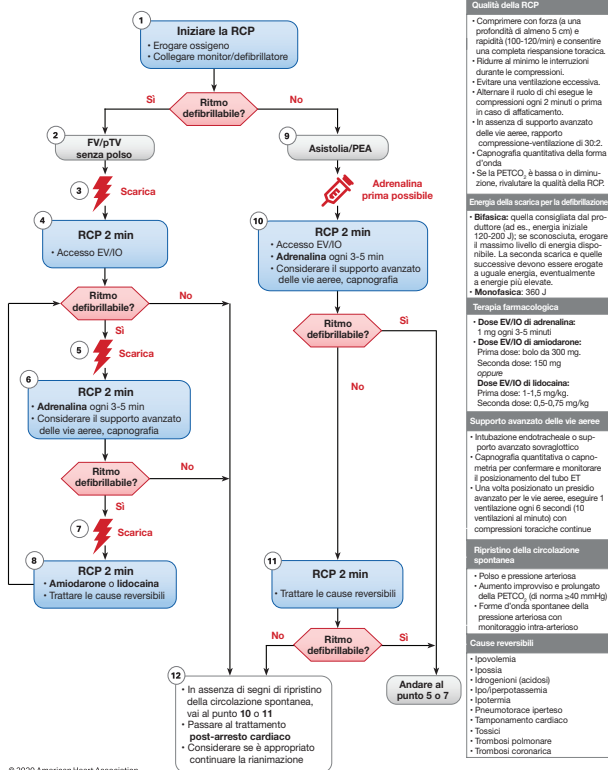 1
Iniziare la RCP
• Erogare ossigeno
• Collegare monitor/defibrillatore
Sì
Ritmo
defibrillabile?
No
2
FV/pTV
senza polso
9
Asistolia/PEA
3
Scarica
Adrenalina
prima possibile
4
RCP 2 min
• Accesso EV/IO
10
RCP 2 min
• Accesso EV/IO
• Adrenalina ogni 3-5 min
• Considerare il supporto avanzato
delle vie aeree, capnografia
Ritmo
defibrillabile?
No
Sì
Ritmo
defibrillabile?
Sì
No
5
Scarica
6
RCP 2 min
• Adrenalina ogni 3-5 min
• Considerare il supporto avanzato
delle vie aeree, capnografia
Ritmo
defibrillabile?
No
Sì
7
Scarica
8
RCP 2 min
• Amiodarone o lidocaina
• Trattare le cause reversibili
11
RCP 2 min
• Trattare le cause reversibili
No
Ritmo
defibrillabile?
Sì
12
• In assenza di segni di ripristino
della circolazione spontanea,
vai al punto 10 o 11
• Passare al trattamento
post-arresto cardiaco
• Considerare se è appropriato
continuare la rianimazione
Andare al
punto 5 o 7
Qualità della RCP
• Comprimere con forza (a una
profondità di almeno 5 cm) e
rapidità (100-120/min) e consentire
una completa riespansione toracica.
• Ridurre al minimo le interruzioni
durante le compressioni.
• Evitare una ventilazione eccessiva.
• Alternare il ruolo di chi esegue le
compressioni ogni 2 minuti o prima
in caso di affaticamento.
• In assenza di supporto avanzato
delle vie aeree, rapporto
compressione-ventilazione di 30:2.
• Capnografia quantitativa della forma
d'onda
• Se la PETCO2 è bassa o in diminu-
zione, rivalutare la qualità della RCP.
Energia della scarica per la defibrillazione
• Bifasica: quella consigliata dal pro-
duttore (ad es., energia iniziale
120-200 J); se sconosciuta, erogare
il massimo livello di energia dispo-
nibile. La seconda scarica e quelle
successive devono essere erogate
a uguale energia, eventualmente
a energie più elevate.
• Monofasica: 360 J
Terapia farmacologica
• Dose EV/IO di adrenalina:
1 mg ogni 3-5 minuti
• Dose EV/IO di amiodarone:
Prima dose: bolo da 300 mg.
Seconda dose: 150 mg
oppure
Dose EV/IO di lidocaina:
Prima dose: 1-1,5 mg/kg.
Seconda dose: 0,5-0,75 mg/kg
Supporto avanzato delle vie aeree
• Intubazione endotracheale o sup-
porto avanzato sovraglottico
• Capnografia quantitativa o capno-
metria per confermare e monitorare
il posizionamento del tubo ET
• Una volta posizionato un presidio
avanzato per le vie aeree, eseguire 1
ventilazione ogni 6 secondi (10
ventilazioni al minuto) con
compressioni toraciche continue
Ripristino della circolazione
spontanea
• Polso e pressione arteriosa
• Aumento improvviso e prolungato
della PETCO2 (di norma ≥40 mmHg)
• Forme d'onda spontanee della
pressione arteriosa con
monitoraggio intra-arterioso
Cause reversibili
• Ipovolemia
• Ipossia
• Idrogenioni (acidosi)
• Ipo/iperpotassemia
• Ipotermia
• Pneumotorace iperteso
• Tamponamento cardiaco
• Tossici
• Trombosi polmonare
• Trombosi coronarica
© 2020 American Heart Association